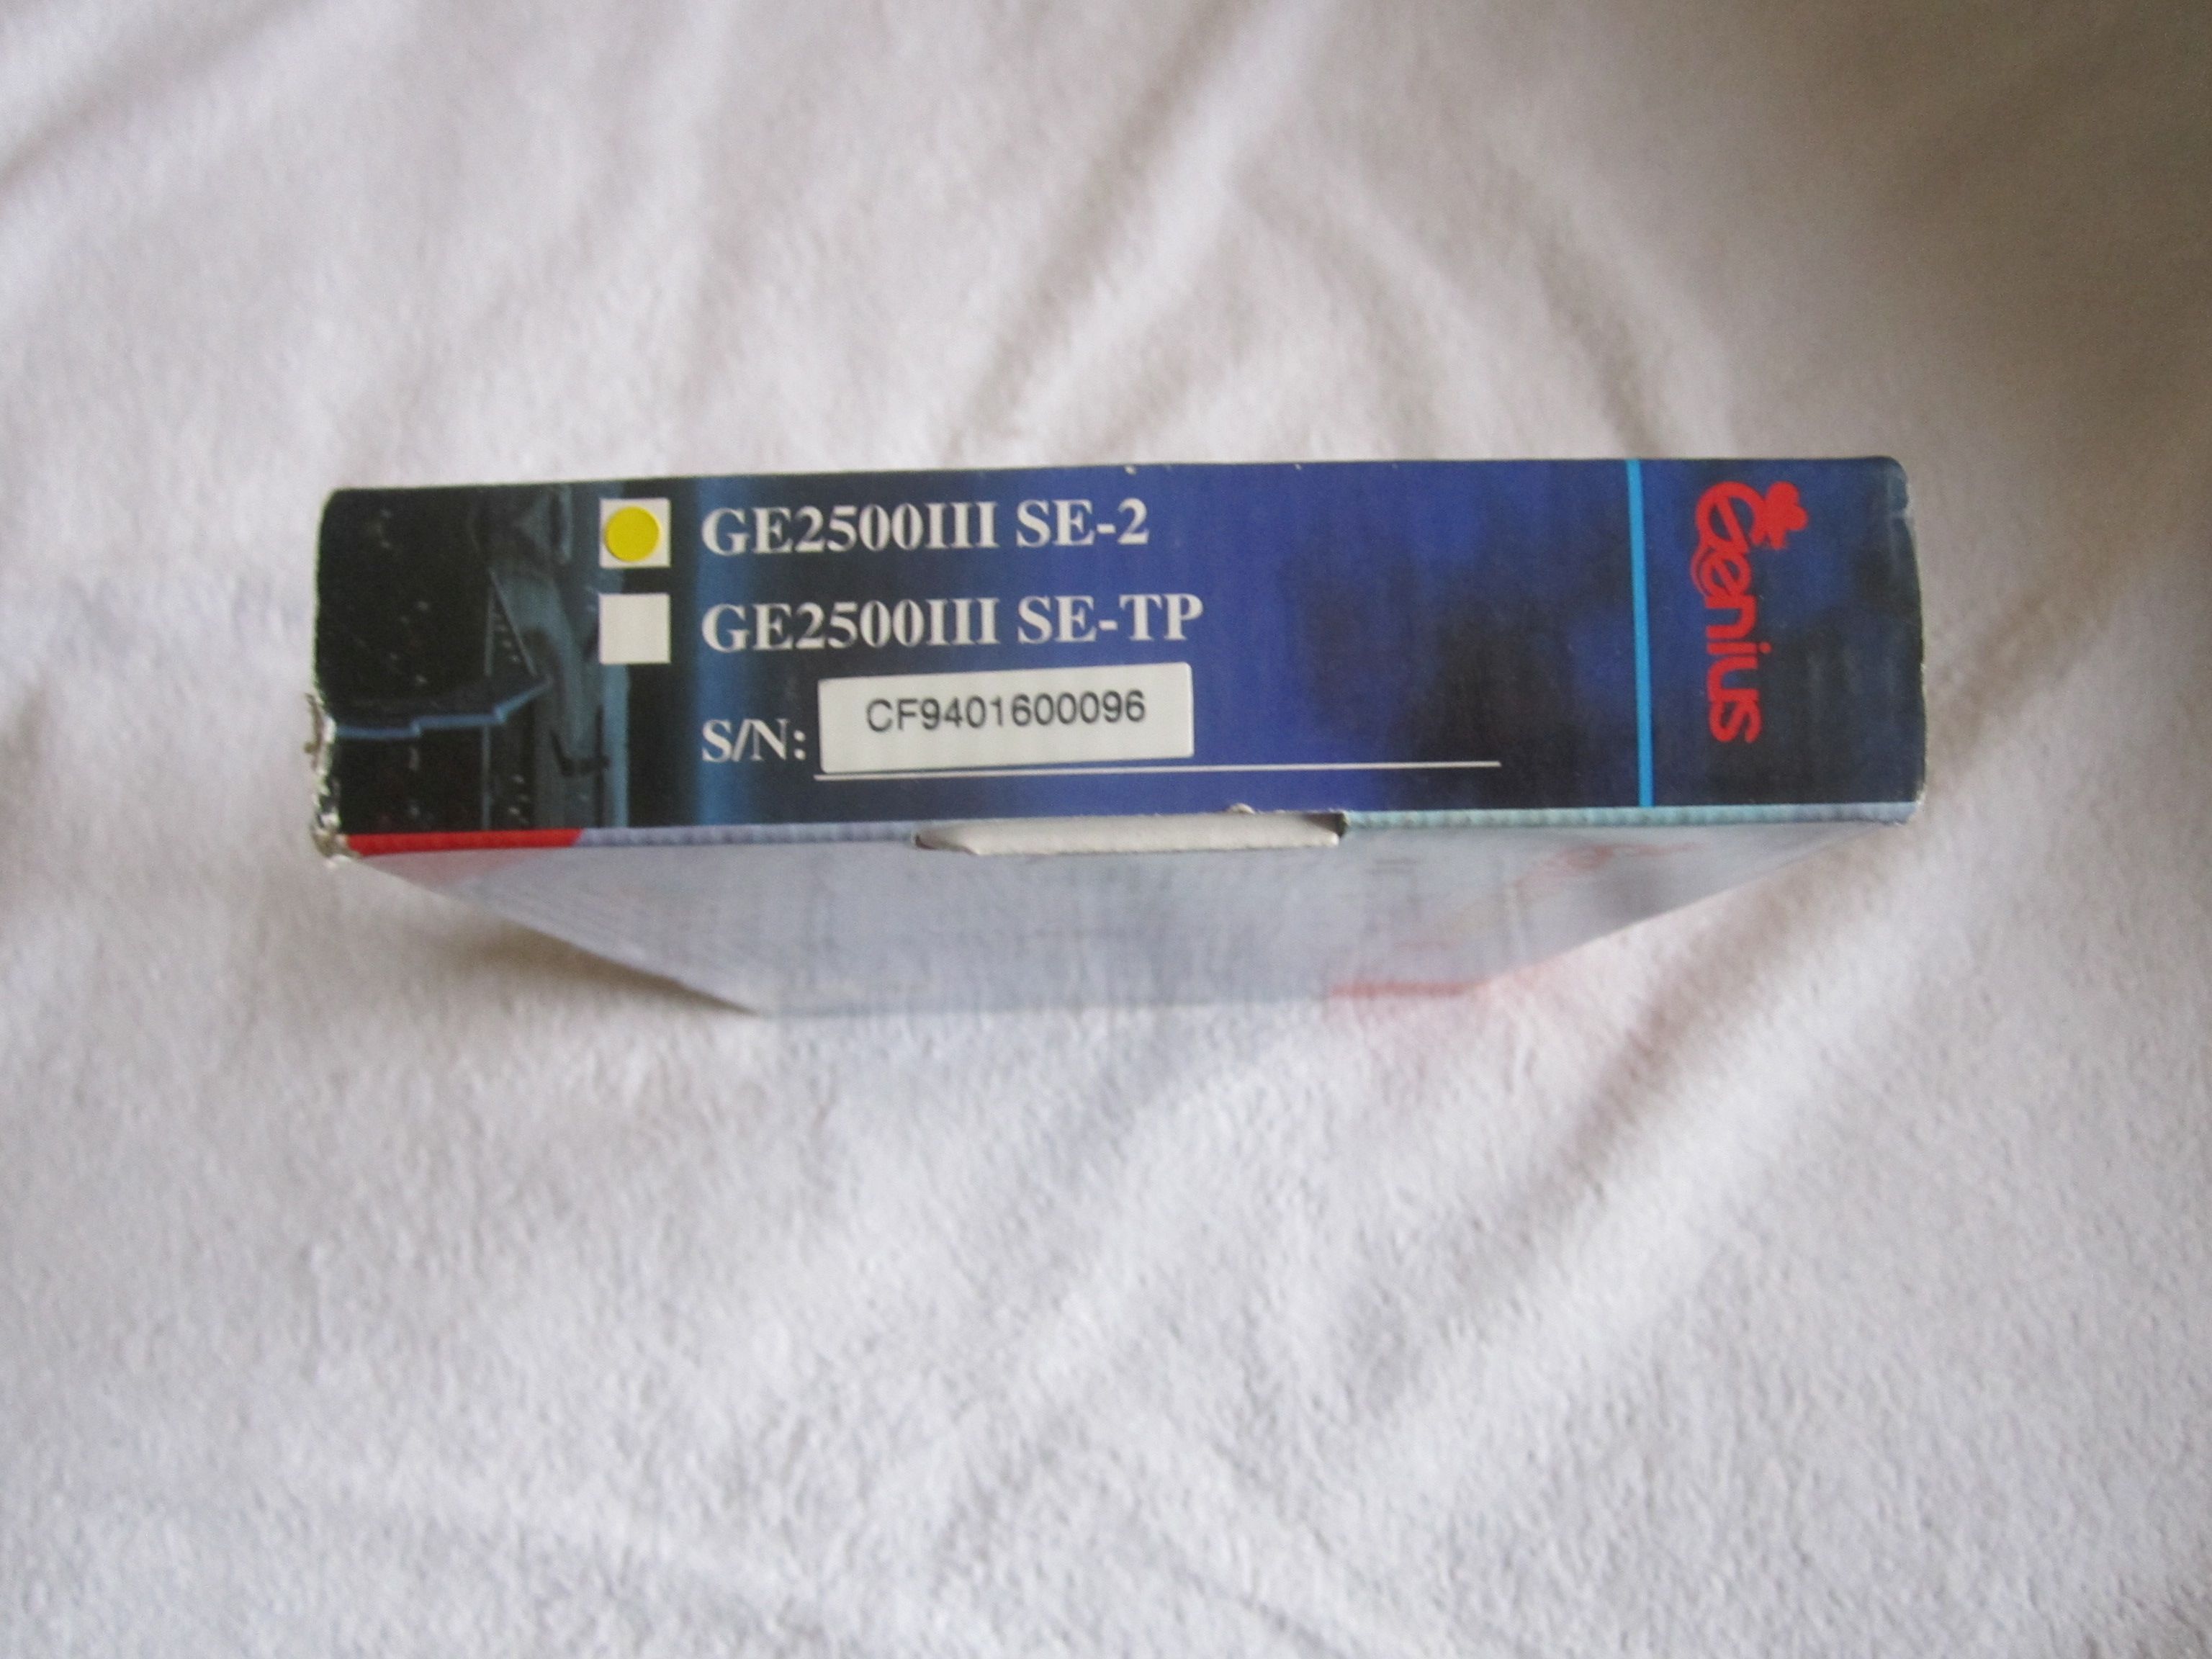 GE2500III SE-2
GE2500III SE-TP
S/N: CF9401600096
Genius